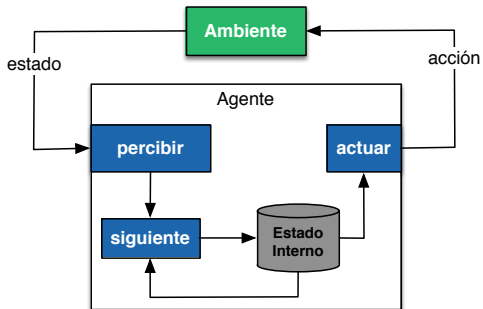 Ambiente
estado
acción
Agente
percibir
actuar
siguiente
Estado
Interno